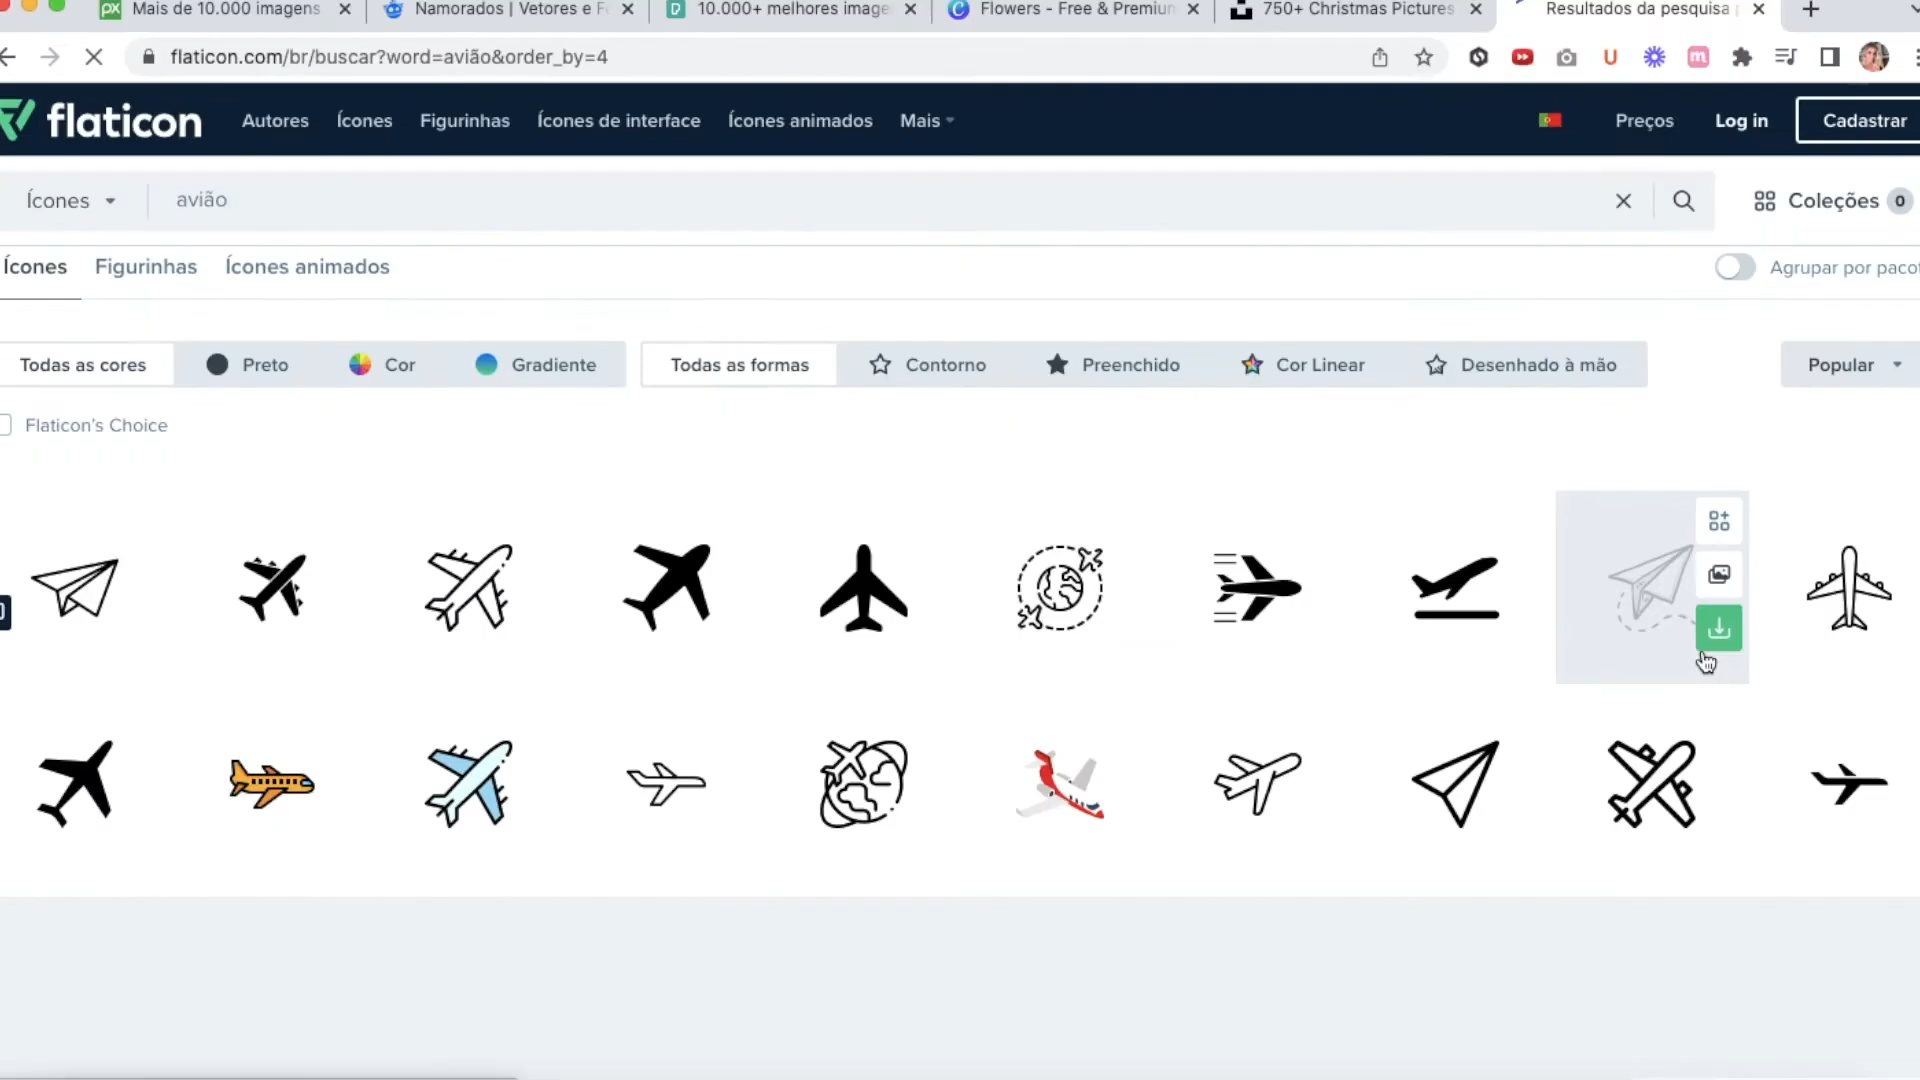 px Mais de 10.000 imagens
Namorados | Vetores e F
10.000+ melhores image
Flowers - Free & Premium
750+ Christmas Pictures
Resultados da pesquisa
flaticon.com/br/buscar?word=avião&order_by=4
flaticon
Autores
Ícones
Figurinhas
Ícones de interface
Ícones animados
Mais
Preços
Log in
Cadastrar
Ícones
avião
Coleções 0
Ícones
Figurinhas
Ícones animados
Agrupar por pacot
Todas as cores
Preto
Cor
Gradiente
Todas as formas
Contorno
Preenchido
Cor Linear
Desenhado à mão
Popular
Flaticon's Choice